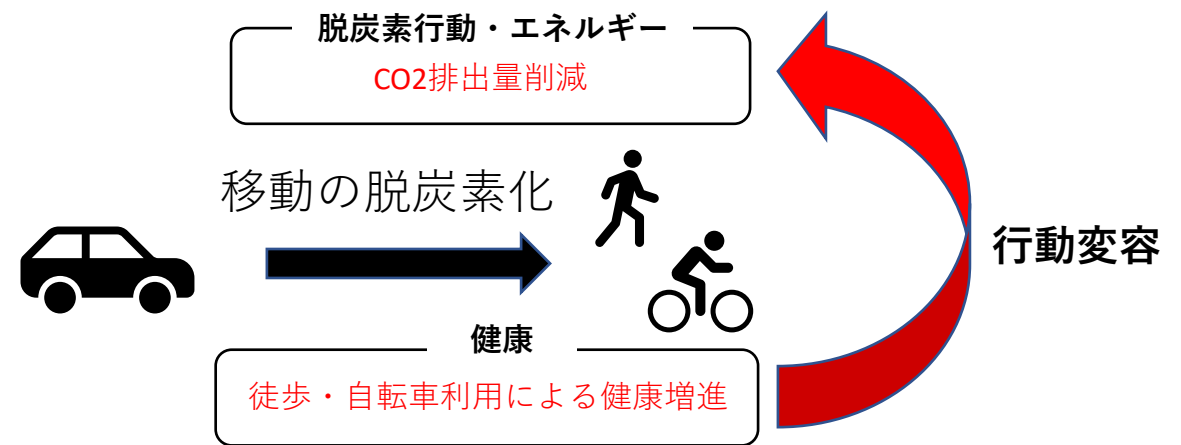 脱炭素行動・エネルギー
CO2排出量削減
移動の脱炭素化
行動変容
健康
徒歩・自転車利用による健康増進